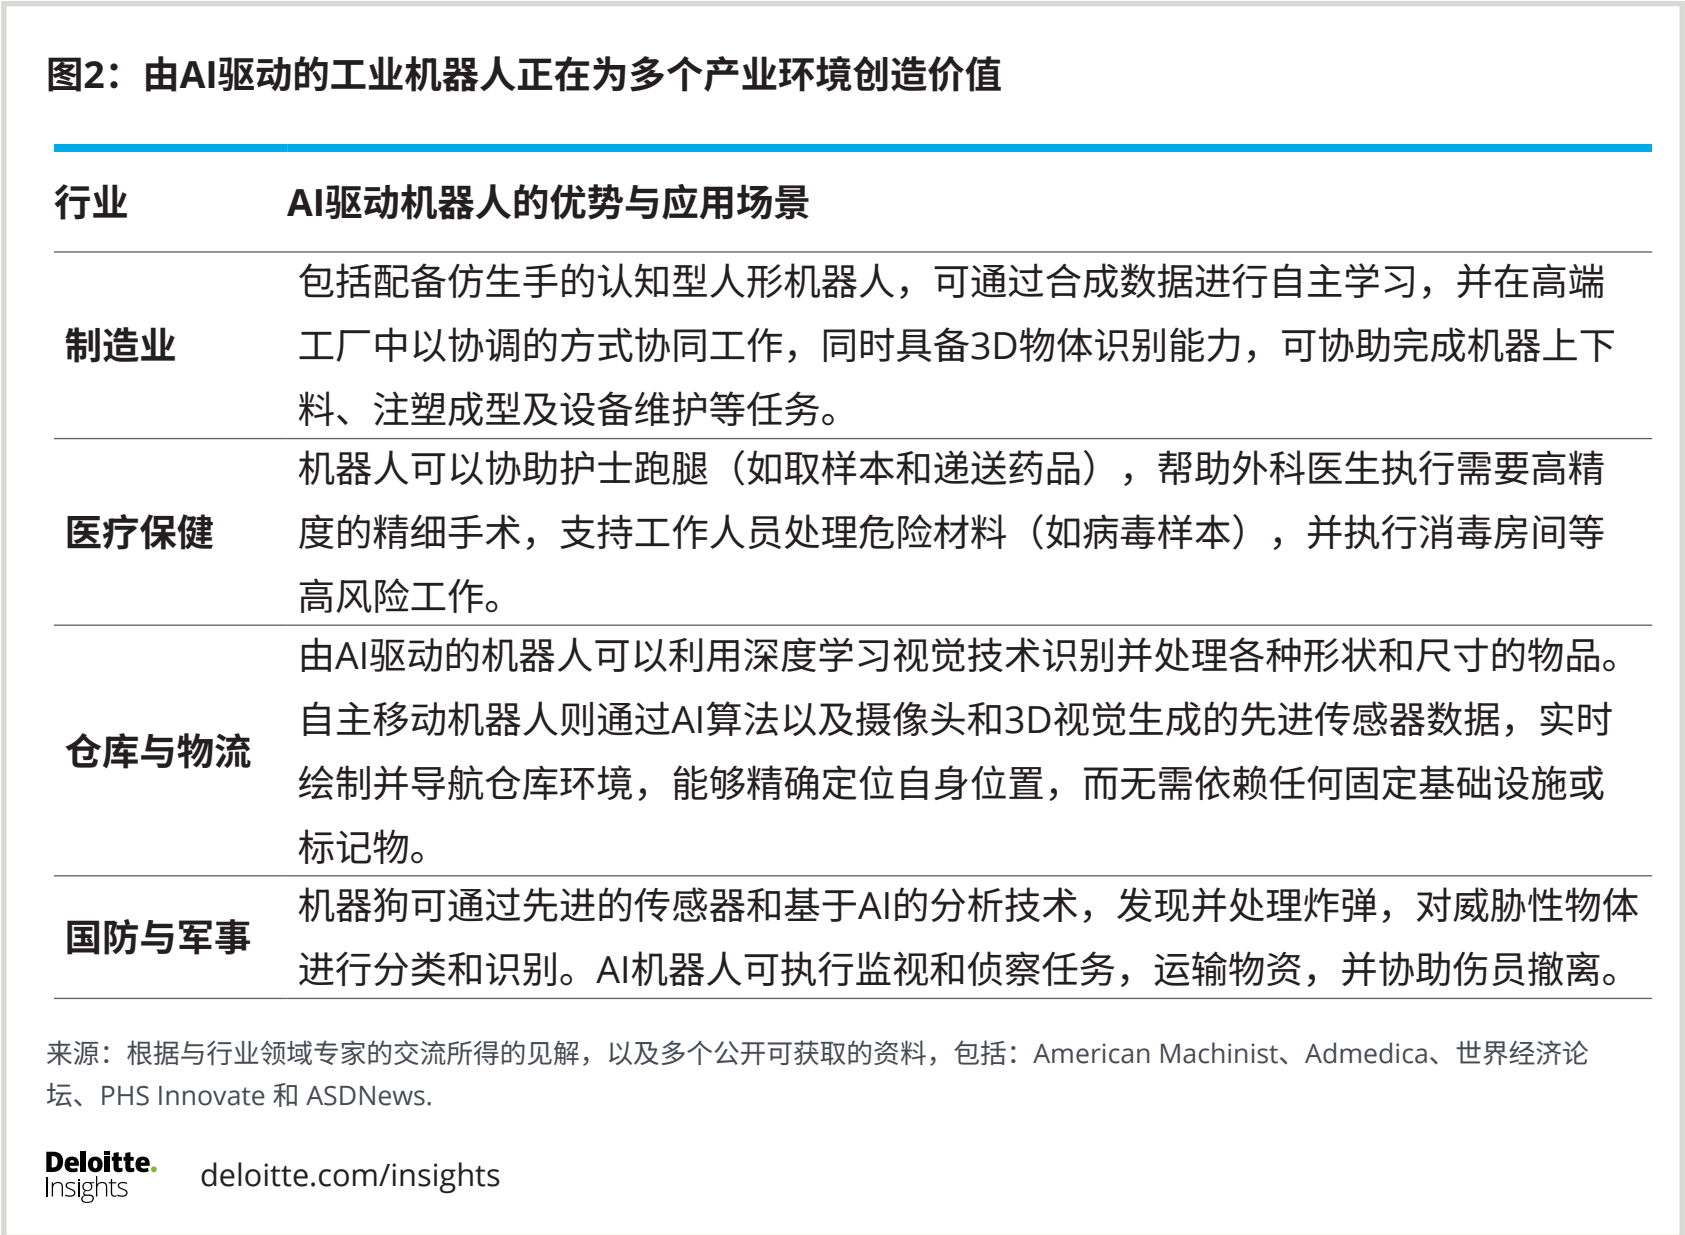 图2：由AI驱动的工业机器人正在为多个产业环境创造价值
行业 AI驱动机器人的优势与应用场景
制造业
包括配备仿生手的认知型人形机器人，可通过合成数据进行自主学习，并在高端
工厂中以协调的方式协同工作，同时具备3D物体识别能力，可协助完成机器上下
料、注塑成型及设备维护等任务。
医疗保健
机器人可以协助护士跑腿（如取样本和递送药品），帮助外科医生执行需要高精
度的精细手术，支持工作人员处理危险材料（如病毒样本），并执行消毒房间等
高风险工作。
仓库与物流
由AI驱动的机器人可以利用深度学习视觉技术识别并处理各种形状和尺寸的物品。
自主移动机器人则通过AI算法以及摄像头和3D视觉生成的先进传感器数据，实时
绘制并导航仓库环境，能够精确定位自身位置，而无需依赖任何固定基础设施或
标记物。
国防与军事
机器狗可通过先进的传感器和基于AI的分析技术，发现并处理炸弹，对威胁性物体
进行分类和识别。AI机器人可执行监视和侦察任务，运输物资，并协助伤员撤离。
来源：根据与行业领域专家的交流所得的见解，以及多个公开可获取的资料，包括：American Machinist、Admedica、世界经济论
坛、PHS Innovate 和 ASDNews.
Deloitte.
Insights
deloitte.com/insights